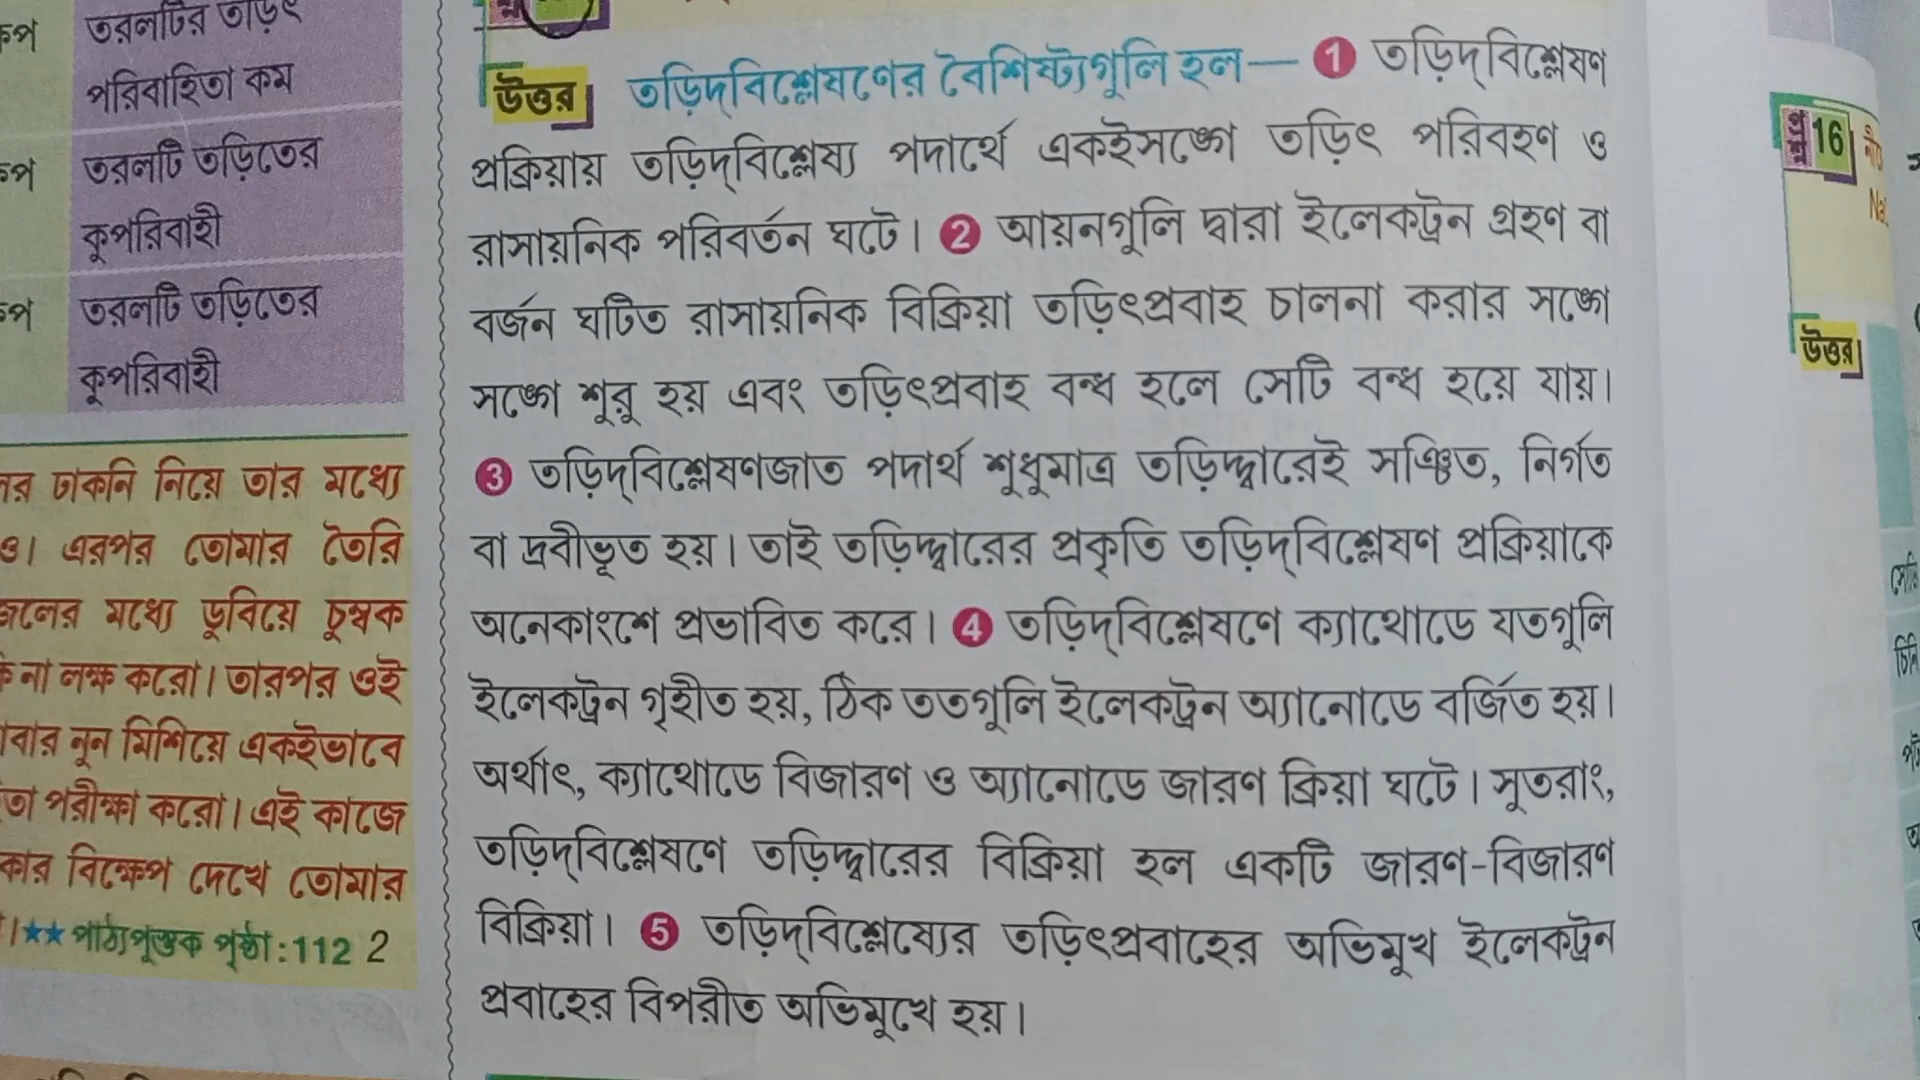 তরলটির তড়িৎ
পরিবাহিতা কম
তরলটি তড়িতের
কুপরিবাহী
তরলটি তড়িতের
কুপরিবাহী
ঢাকনি নিয়ে তার মধ্যে
ও। এরপর তোমার তৈরি
জলের মধ্যে ডুবিয়ে চুম্বক
না লক্ষ করো। তারপর ওই
নুন মিশিয়ে একইভাবে
তা পরীক্ষা করো। এই কাজে
বিক্ষেপ দেখে তোমার
।★★ পাঠ্যপুস্তক পৃষ্ঠা : 112 2
উত্তর তড়িদ্‌বিশ্লেষণের বৈশিষ্ট্যগুলি হল— 1 তড়িদ্‌বিশ্লেষণ
প্রক্রিয়ায় তড়িদ্‌বিশ্লেষ্য পদার্থে একইসঙ্গে তড়িৎ পরিবহণ ও
রাসায়নিক পরিবর্তন ঘটে। 2 আয়নগুলি দ্বারা ইলেকট্রন গ্রহণ বা
বর্জন ঘটিত রাসায়নিক বিক্রিয়া তড়িৎপ্রবাহ চালনা করার সঙ্গে
সঙ্গে শুরু হয় এবং তড়িৎপ্রবাহ বন্ধ হলে সেটি বন্ধ হয়ে যায়।
3 তড়িদ্‌বিশ্লেষণজাত পদার্থ শুধুমাত্র তড়িদ্দ্বারেই সঞ্চিত, নির্গত
বা দ্রবীভূত হয়। তাই তড়িদ্দ্বারের প্রকৃতি তড়িদ্‌বিশ্লেষণ প্রক্রিয়াকে
অনেকাংশে প্রভাবিত করে। 4 তড়িদ্‌বিশ্লেষণে ক্যাথোডে যতগুলি
ইলেকট্রন গৃহীত হয়, ঠিক ততগুলি ইলেকট্রন অ্যানোডে বর্জিত হয়।
অর্থাৎ, ক্যাথোডে বিজারণ ও অ্যানোডে জারণ ক্রিয়া ঘটে। সুতরাং,
তড়িদ্‌বিশ্লেষণে তড়িদ্দ্বারের বিক্রিয়া হল একটি জারণ-বিজারণ
বিক্রিয়া। 5 তড়িদ্‌বিশ্লেষ্যের তড়িৎপ্রবাহের অভিমুখ ইলেকট্রন
প্রবাহের বিপরীত অভিমুখে হয়।
প্রশ্ন 16
উত্তর